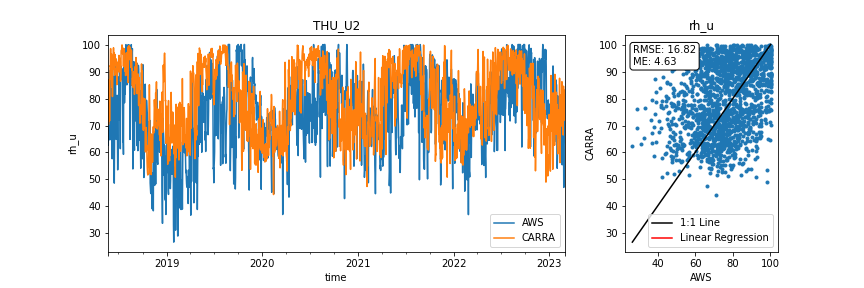 THU_U2
rh_u
100
90
80
70
60
50
40
30
2019
2020
2021
2022
2023
time
AWS
CARRA
rh_u
CARRA
100
90
80
70
60
50
40
30
RMSE: 16.82
ME: 4.63
1:1 Line
Linear Regression
40
60
80
100
AWS